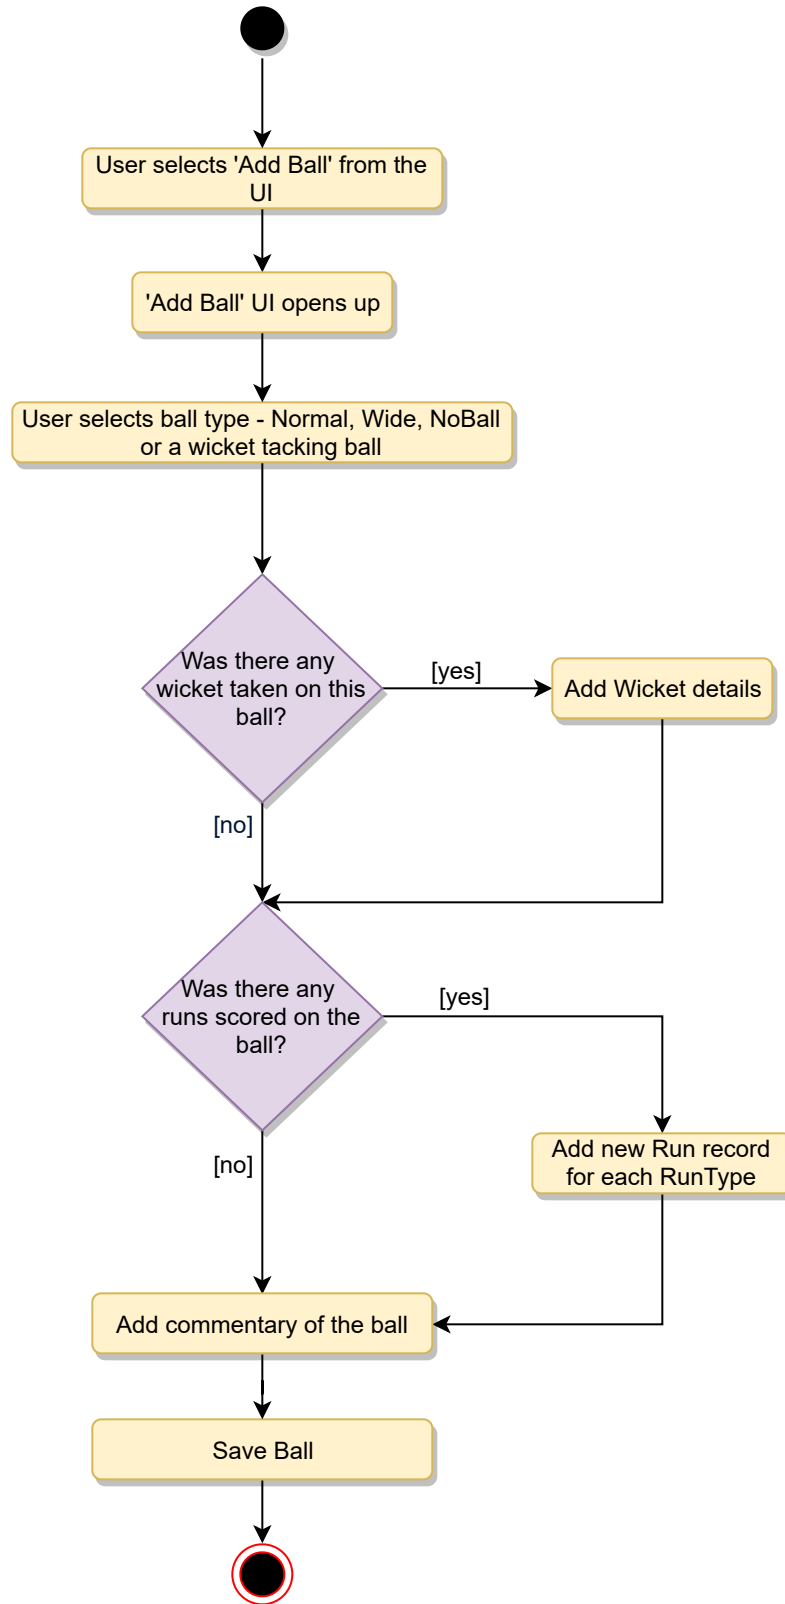 User selects 'Add Ball' from the
UI
'Add Ball' UI opens up
User selects ball type - Normal, Wide, NoBall
or a wicket tacking ball
Was there any
wicket taken on this
ball?
[yes]
Add Wicket details
[no]
Was there any
runs scored on the
ball?
[yes]
Add new Run record
for each RunType
[no]
Add commentary of the ball
Save Ball